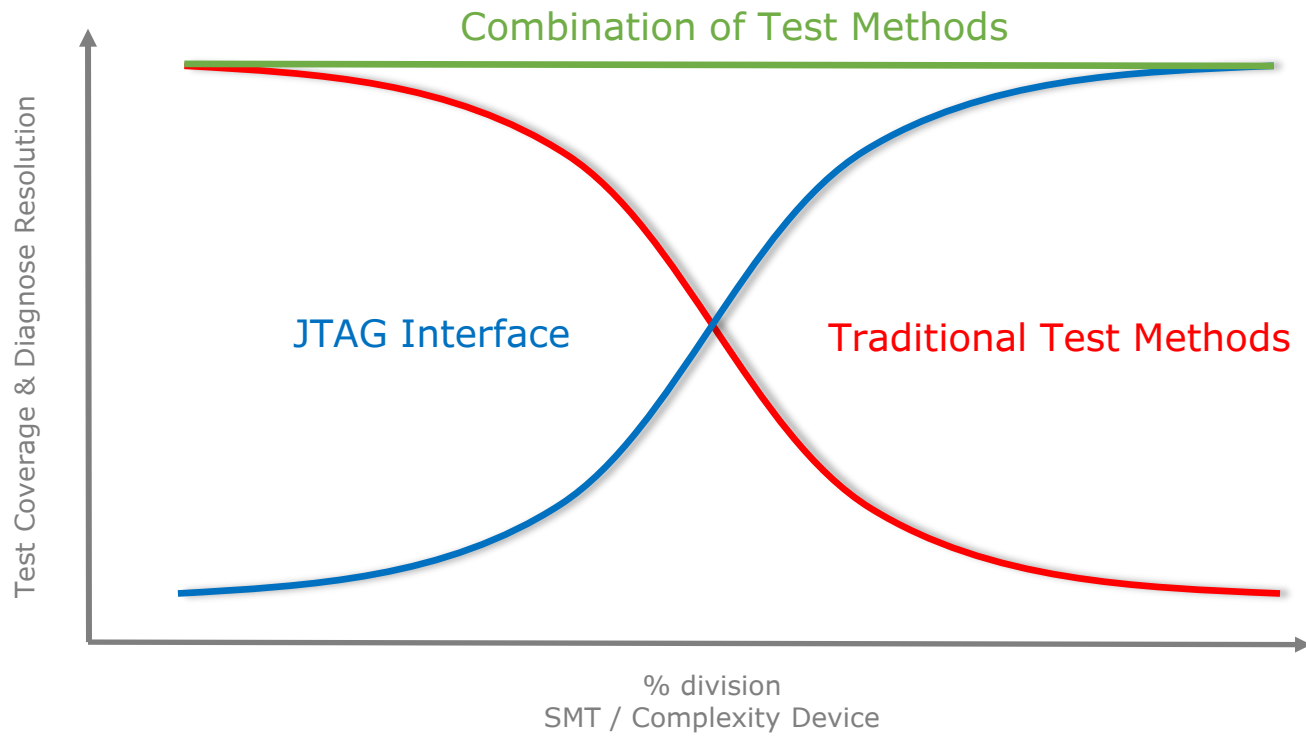 Combination of Test Methods
Test Coverage & Diagnose Resolution
JTAG Interface
Traditional Test Methods
% division
SMT / Complexity Device